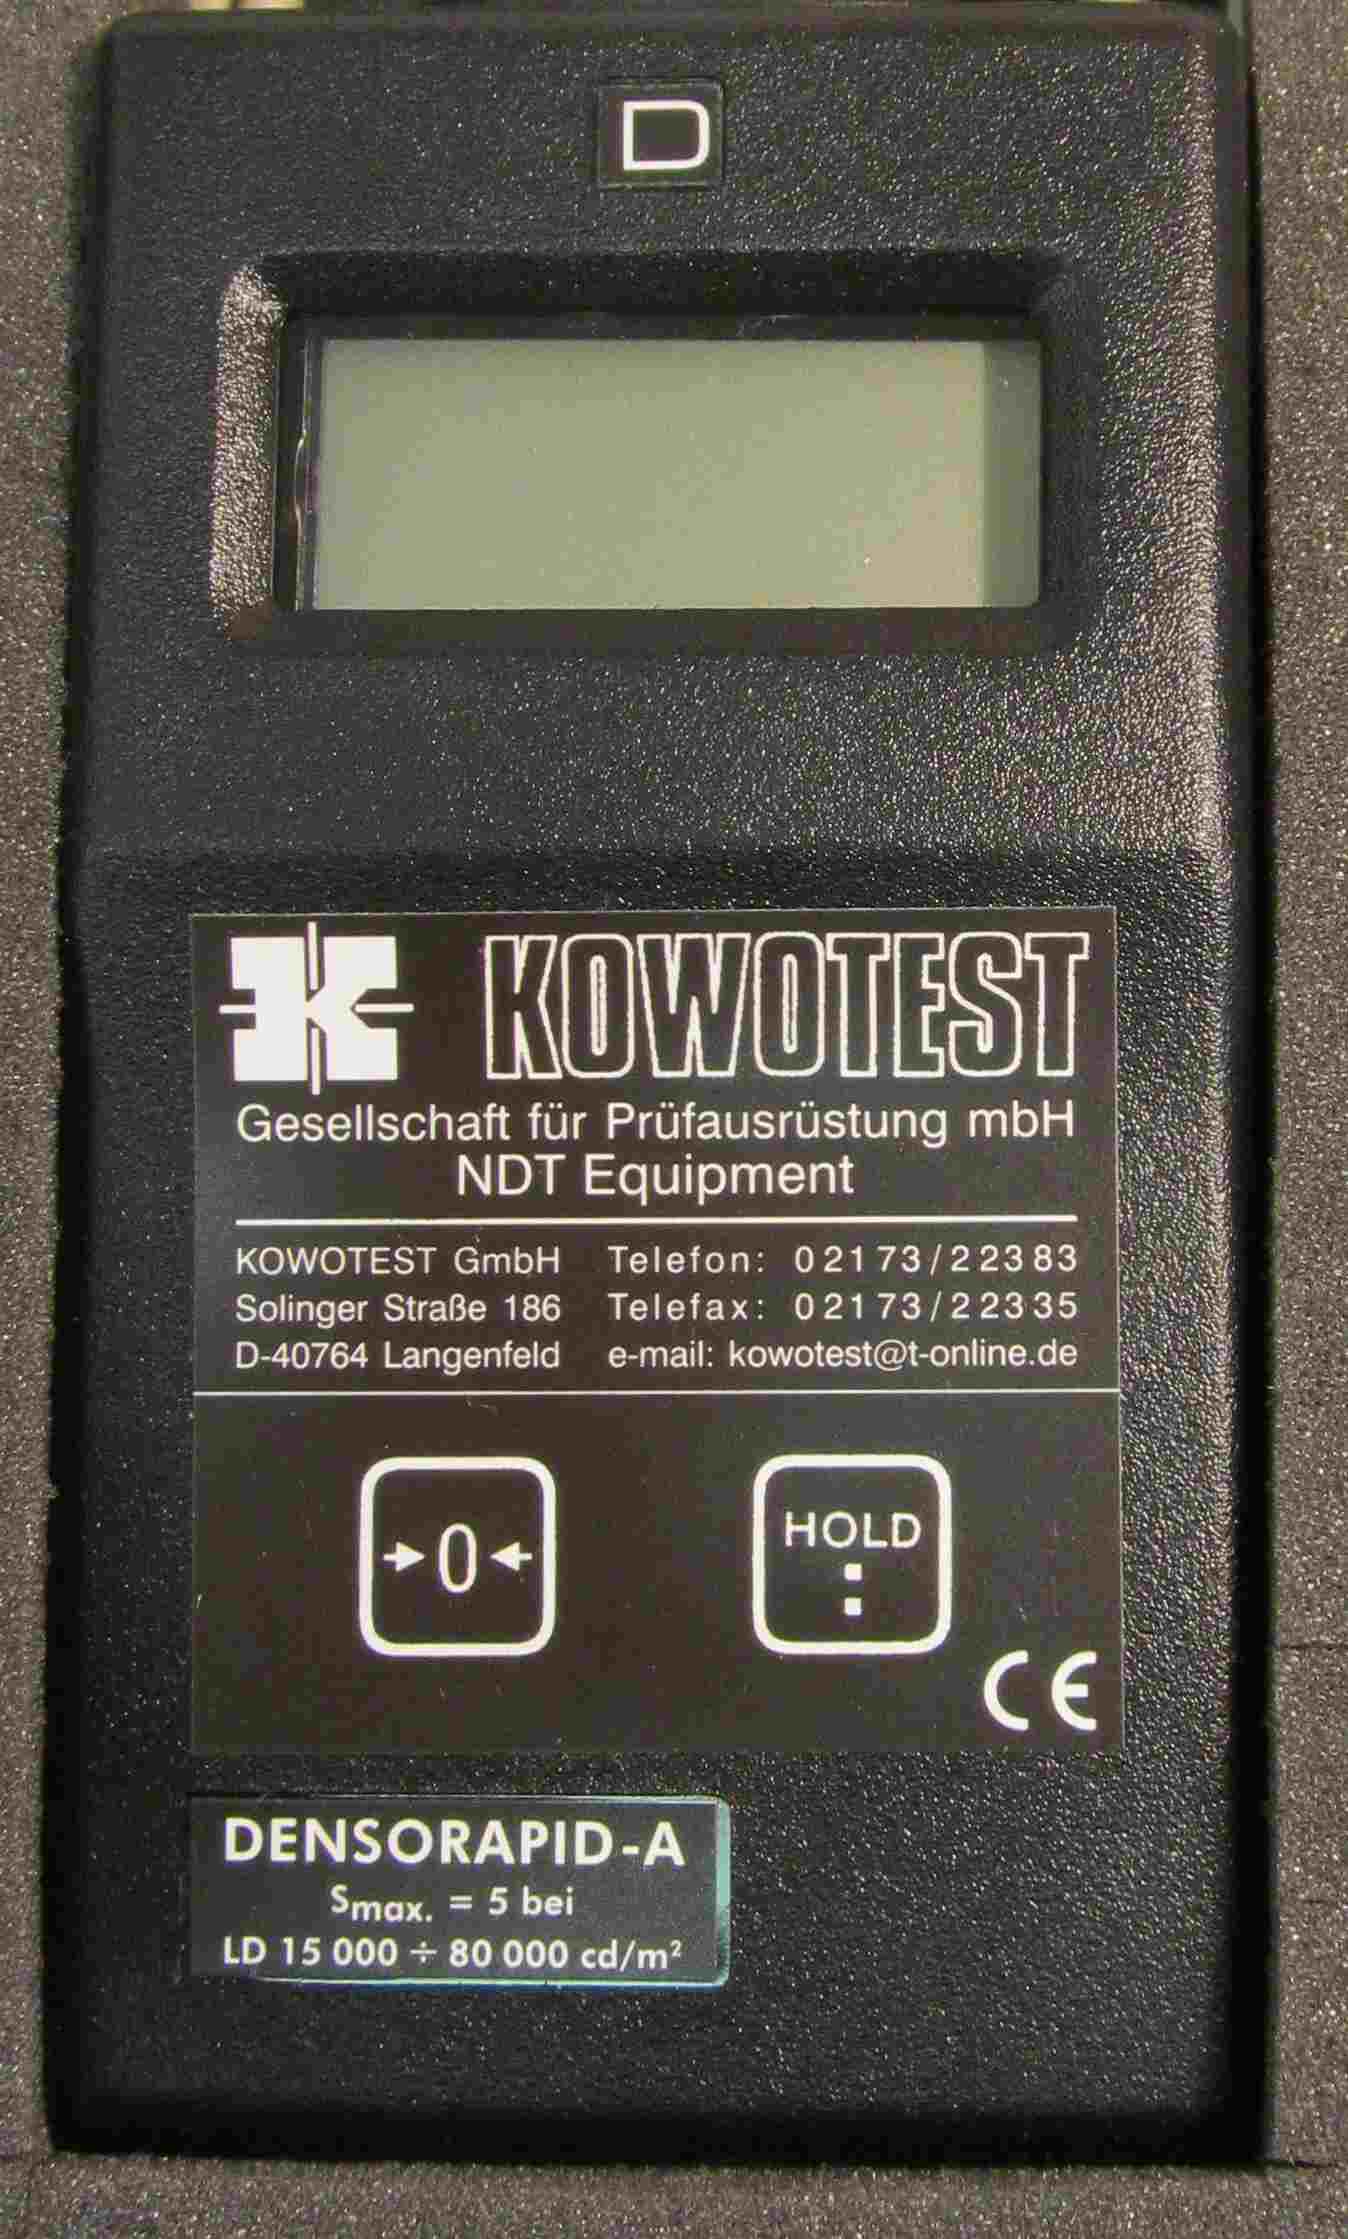 D
K KOWOTEST
Gesellschaft für Prüfausrüstung mbH
NDT Equipment
KOWOTEST GmbH Telefon: 02173/22383
Solinger Straße 186 Telefax: 02173/22335
D-40764 Langenfeld e-mail: kowotest@t-online.de
→0← HOLD
CE
DENSORAPID-A
Smax. = 5 bei
LD 15 000 ÷ 80 000 cd/m²